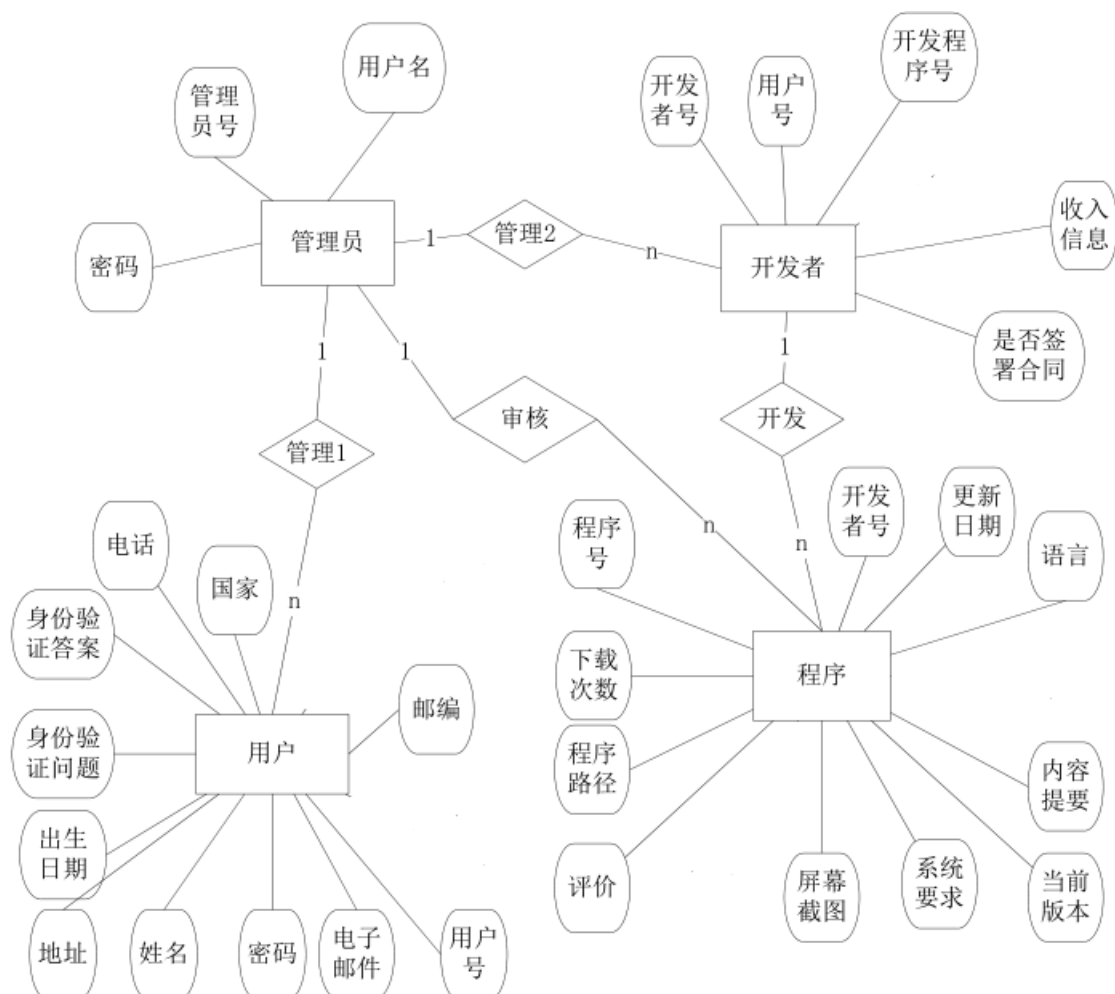 用户名
管理
员号
密码
管理员
1
管理2
n
开发
者号
用户
号
开发程
序号
收入
信息
开发者
是否签
署合同
1
1
1
审核
开发
管理1
n
n
n
电话
国家
身份验
证答案
身份验
证问题
用户
邮编
出生
日期
地址
姓名
密码
电子
邮件
用户
号
程序
号
开发
者号
更新
日期
语言
下载
次数
程序
程序
路径
内容
提要
评价
屏幕
截图
系统
要求
当前
版本